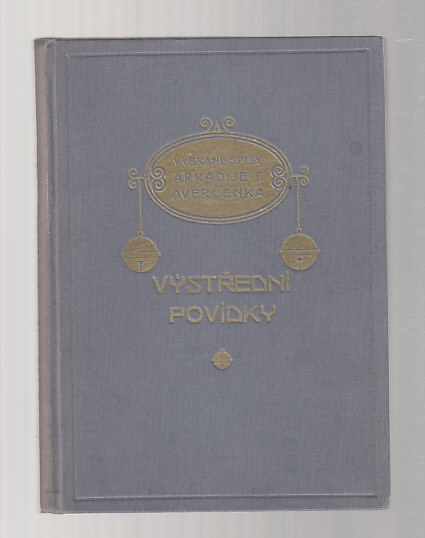 VYBRANÉ SPISY
ARKADIJE T.
AVERČENKA
VÝSTŘEDNÍ
POVÍDKY